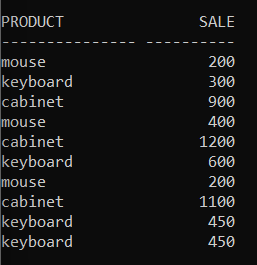 PRODUCT SALE
--------------- ----------
mouse 200
keyboard 300
cabinet 900
mouse 400
cabinet 1200
keyboard 600
mouse 200
cabinet 1100
keyboard 450
keyboard 450